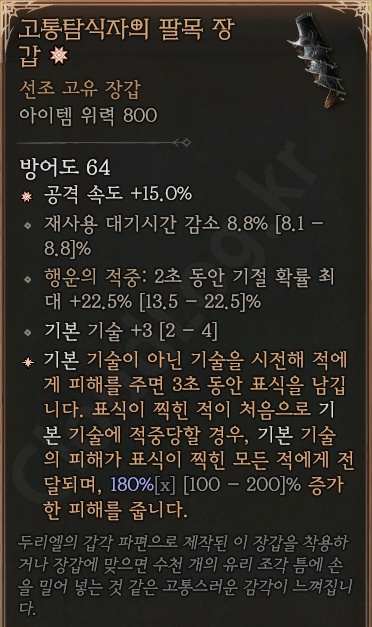 고통탐식자의 팔목 장
갑
선조 고유 장갑
아이템 위력 800
방어도 64
공격 속도 +15.0%
재사용 대기시간 감소 8.8% [8.1 –
8.8]%
행운의 적중: 2초 동안 기절 확률 최
대 +22.5% [13.5 – 22.5]%
기본 기술 +3 [2 – 4]
기본 기술이 아닌 기술을 시전해 적에
게 피해를 주면 3초 동안 표식을 남깁
니다. 표식이 찍힌 적이 처음으로 기
본 기술에 적중당할 경우, 기본 기술
의 피해가 표식이 찍힌 모든 적에게 전
달되며, 180%[x] [100 – 200]% 증가
한 피해를 줍니다.
두리엘의 갑각 파편으로 제작된 이 장갑을 착용하
거나 장갑에 맞으면 수천 개의 유리 조각 틈에 손
을 밀어 넣는 것 같은 고통스러운 감각이 느껴집니
다.